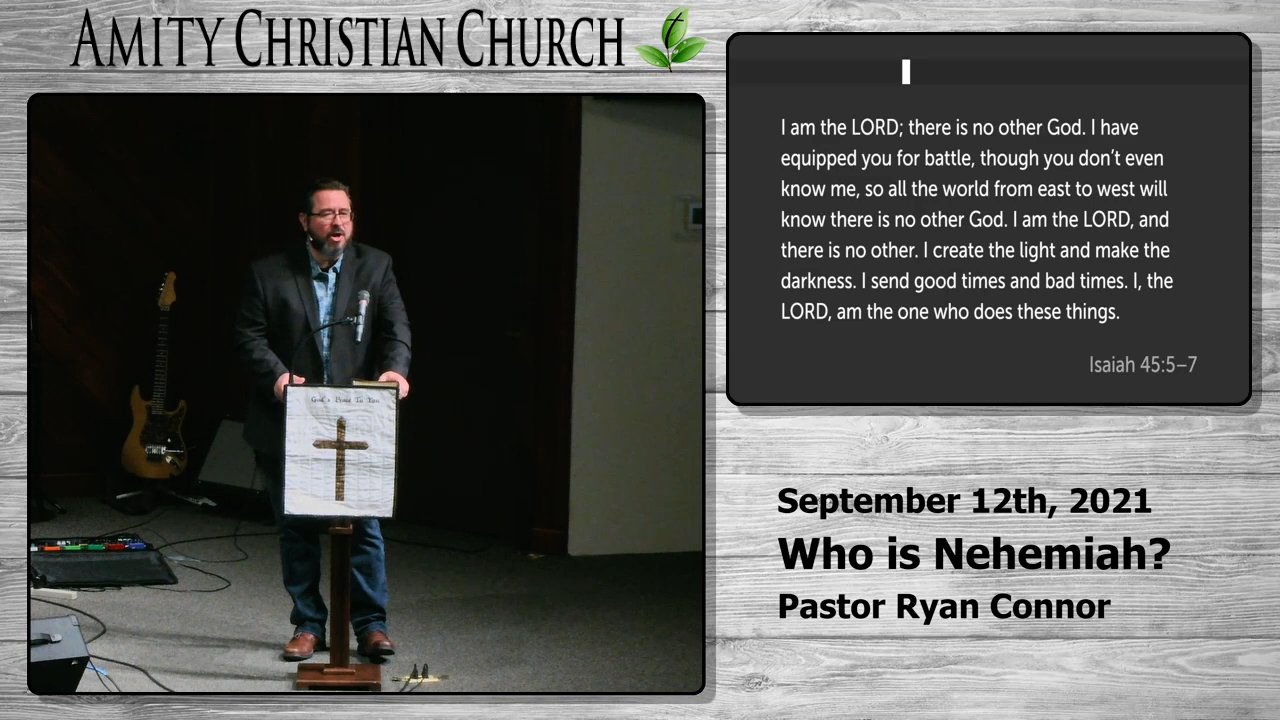 AMITY CHRISTIAN CHURCH
I am the LORD; there is no other God. I have
equipped you for battle, though you don’t even
know me, so all the world from east to west will
know there is no other God. I am the LORD, and
there is no other. I create the light and make the
darkness. I send good times and bad times. I, the
LORD, am the one who does these things.
Isaiah 45:5–7
September 12th, 2021
Who is Nehemiah?
Pastor Ryan Connor